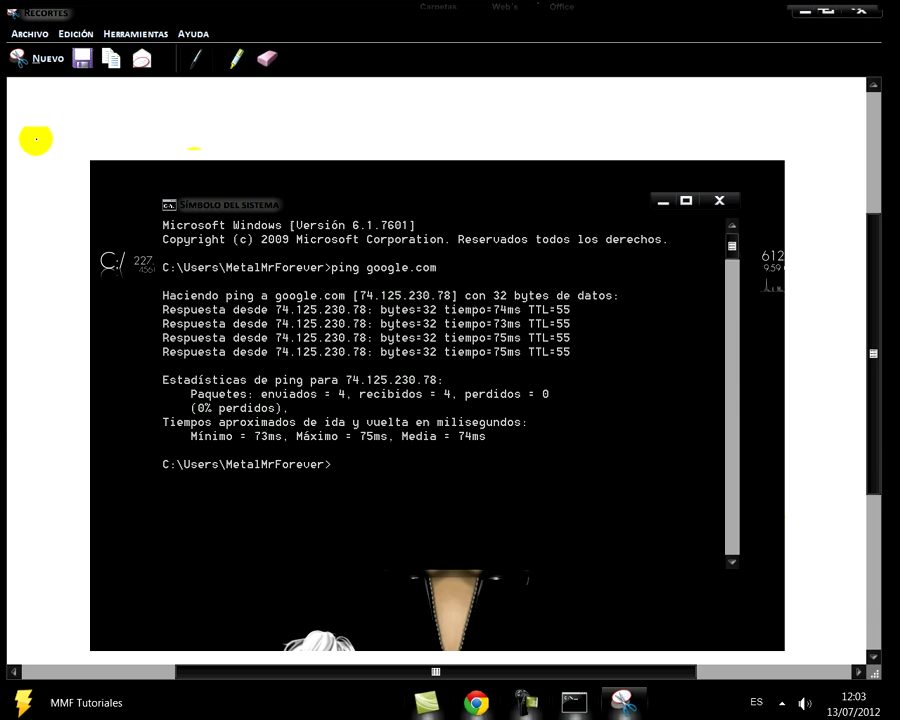 Carpetas Web's Office
RECORTES
ARCHIVO EDICIÓN HERRAMIENTAS AYUDA
NUEVO
SÍMBOLO DEL SISTEMA
Microsoft Windows [Versión 6.1.7601]
Copyright (c) 2009 Microsoft Corporation. Reservados todos los derechos.
C:/ 227,
456
612
9.59
C:\Users\MetalMrForever>ping google.com
Haciendo ping a google.com [74.125.230.78] con 32 bytes de datos:
Respuesta desde 74.125.230.78: bytes=32 tiempo=74ms TTL=55
Respuesta desde 74.125.230.78: bytes=32 tiempo=73ms TTL=55
Respuesta desde 74.125.230.78: bytes=32 tiempo=75ms TTL=55
Respuesta desde 74.125.230.78: bytes=32 tiempo=75ms TTL=55
Estadísticas de ping para 74.125.230.78:
Paquetes: enviados = 4, recibidos = 4, perdidos = 0
(0% perdidos),
Tiempos aproximados de ida y vuelta en milisegundos:
Mínimo = 73ms, Máximo = 75ms, Media = 74ms
C:\Users\MetalMrForever>
MMF Tutoriales
ES
12:03
13/07/2012